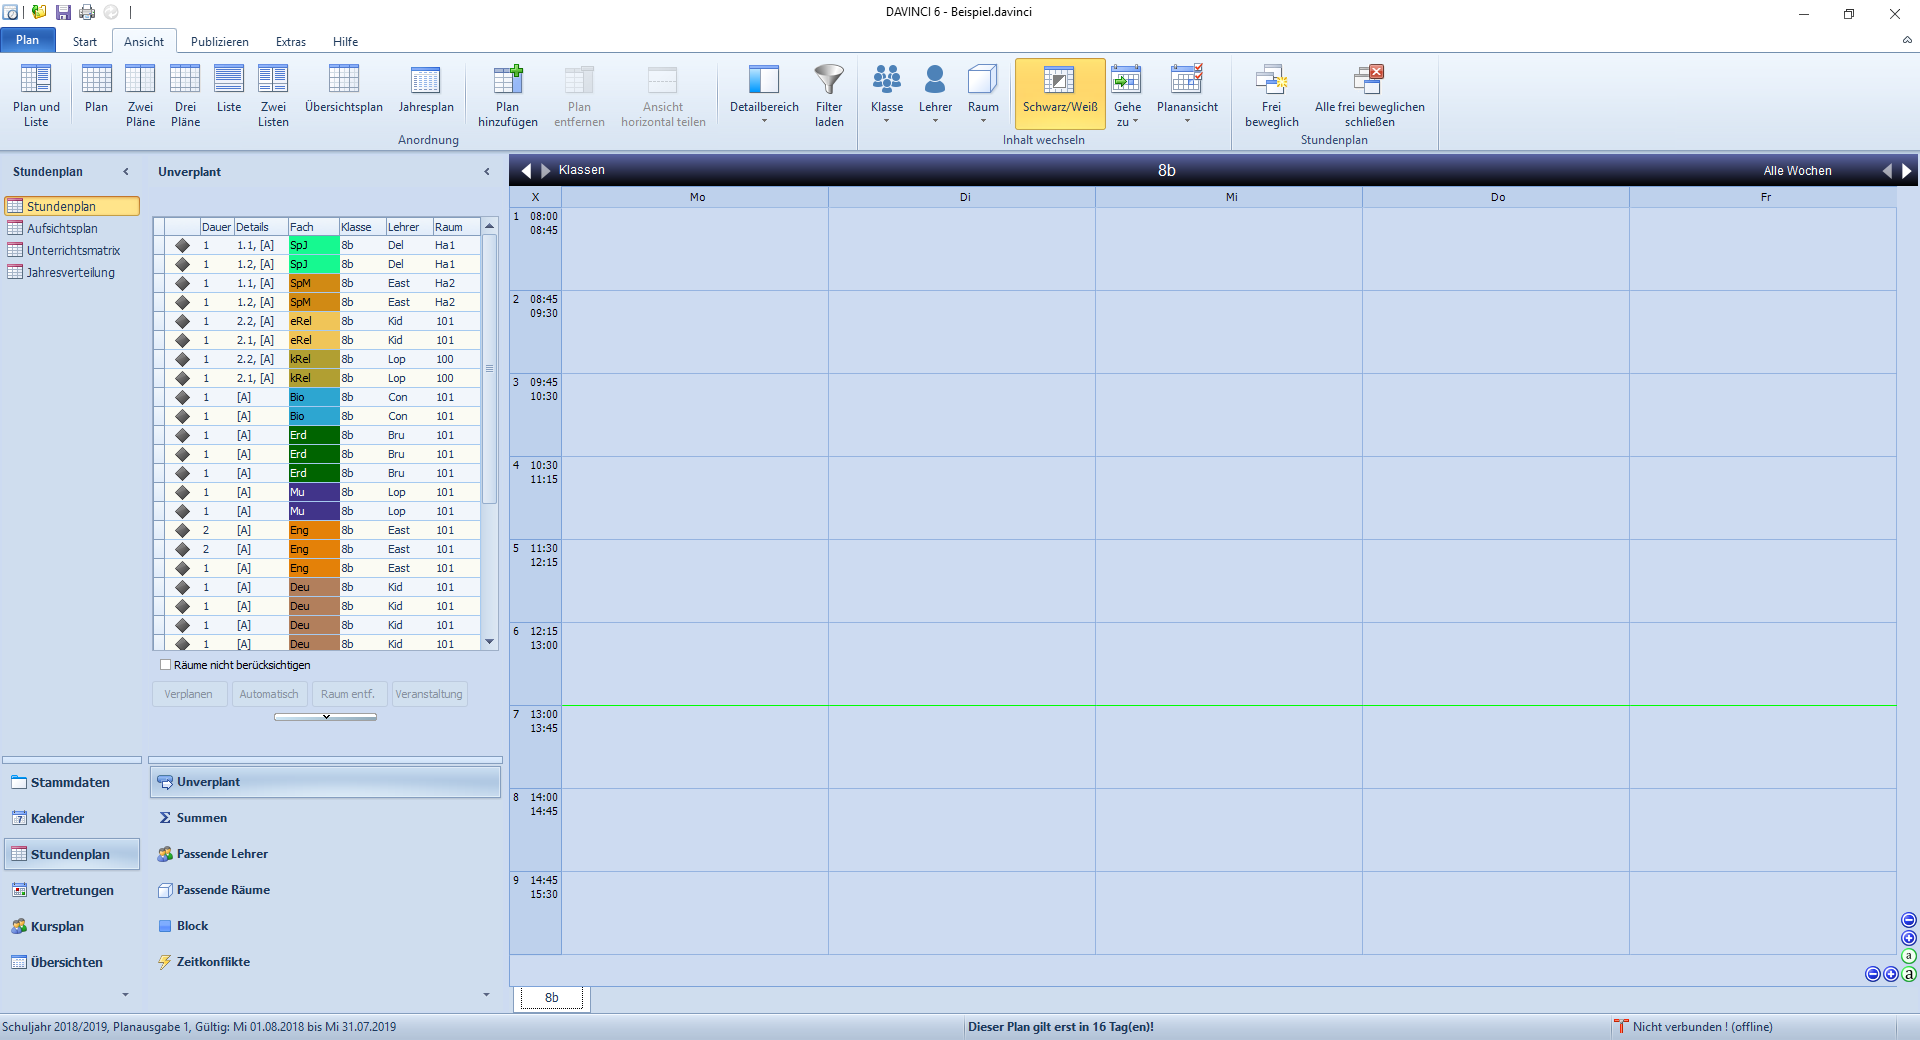 DAVINCI 6 - Beispiel.davinci
Plan Start Ansicht Publizieren Extras Hilfe
Plan und Liste
Plan
Zwei Pläne
Drei Pläne
Liste
Zwei Listen
Übersichtsplan
Jahresplan
Plan hinzufügen
Plan entfernen
Ansicht horizontal teilen
Detailbereich
Filter laden
Klasse
Lehrer
Raum
Schwarz/Weiß
Gehe zu
Planansicht
Frei beweglich
Alle frei beweglichen schließen
Anordnung
Inhalt wechseln
Stundenplan
Stundenplan
Stundenplan
Aufsichtsplan
Unterrichtsmatrix
Jahresverteilung
Stammdaten
Kalender
Stundenplan
Vertretungen
Kursplan
Übersichten
Unverplant
Dauer Details Fach Klasse Lehrer Raum
1 1.1, [A] SpJ 8b Del Ha1
1 1.2, [A] SpJ 8b Del Ha1
1 1.1, [A] SpM 8b East Ha2
1 1.2, [A] SpM 8b East Ha2
1 2.2, [A] eRel 8b Kid 101
1 2.1, [A] eRel 8b Kid 101
1 2.2, [A] kRel 8b Lop 100
1 2.1, [A] kRel 8b Lop 100
1 [A] Bio 8b Con 101
1 [A] Bio 8b Con 101
1 [A] Erd 8b Bru 101
1 [A] Erd 8b Bru 101
1 [A] Erd 8b Bru 101
1 [A] Mu 8b Lop 101
1 [A] Mu 8b Lop 101
2 [A] Eng 8b East 101
2 [A] Eng 8b East 101
1 [A] Eng 8b East 101
1 [A] Deu 8b Kid 101
1 [A] Deu 8b Kid 101
1 [A] Deu 8b Kid 101
1 [A] Deu 8b Kid 101
Räume nicht berücksichtigen
Verplanen Automatisch Raum entf. Veranstaltung
Unverplant
Summen
Passende Lehrer
Passende Räume
Block
Zeitkonflikte
Klassen 8b Alle Wochen
X Mo Di Mi Do Fr
1 08:00
08:45
2 08:45
09:30
3 09:45
10:30
4 10:30
11:15
5 11:30
12:15
6 12:15
13:00
7 13:00
13:45
8 14:00
14:45
9 14:45
15:30
a
a
8b
Schuljahr 2018/2019, Planausgabe 1, Gültig: Mi 01.08.2018 bis Mi 31.07.2019
Dieser Plan gilt erst in 16 Tag(en)!
Nicht verbunden ! (offline)